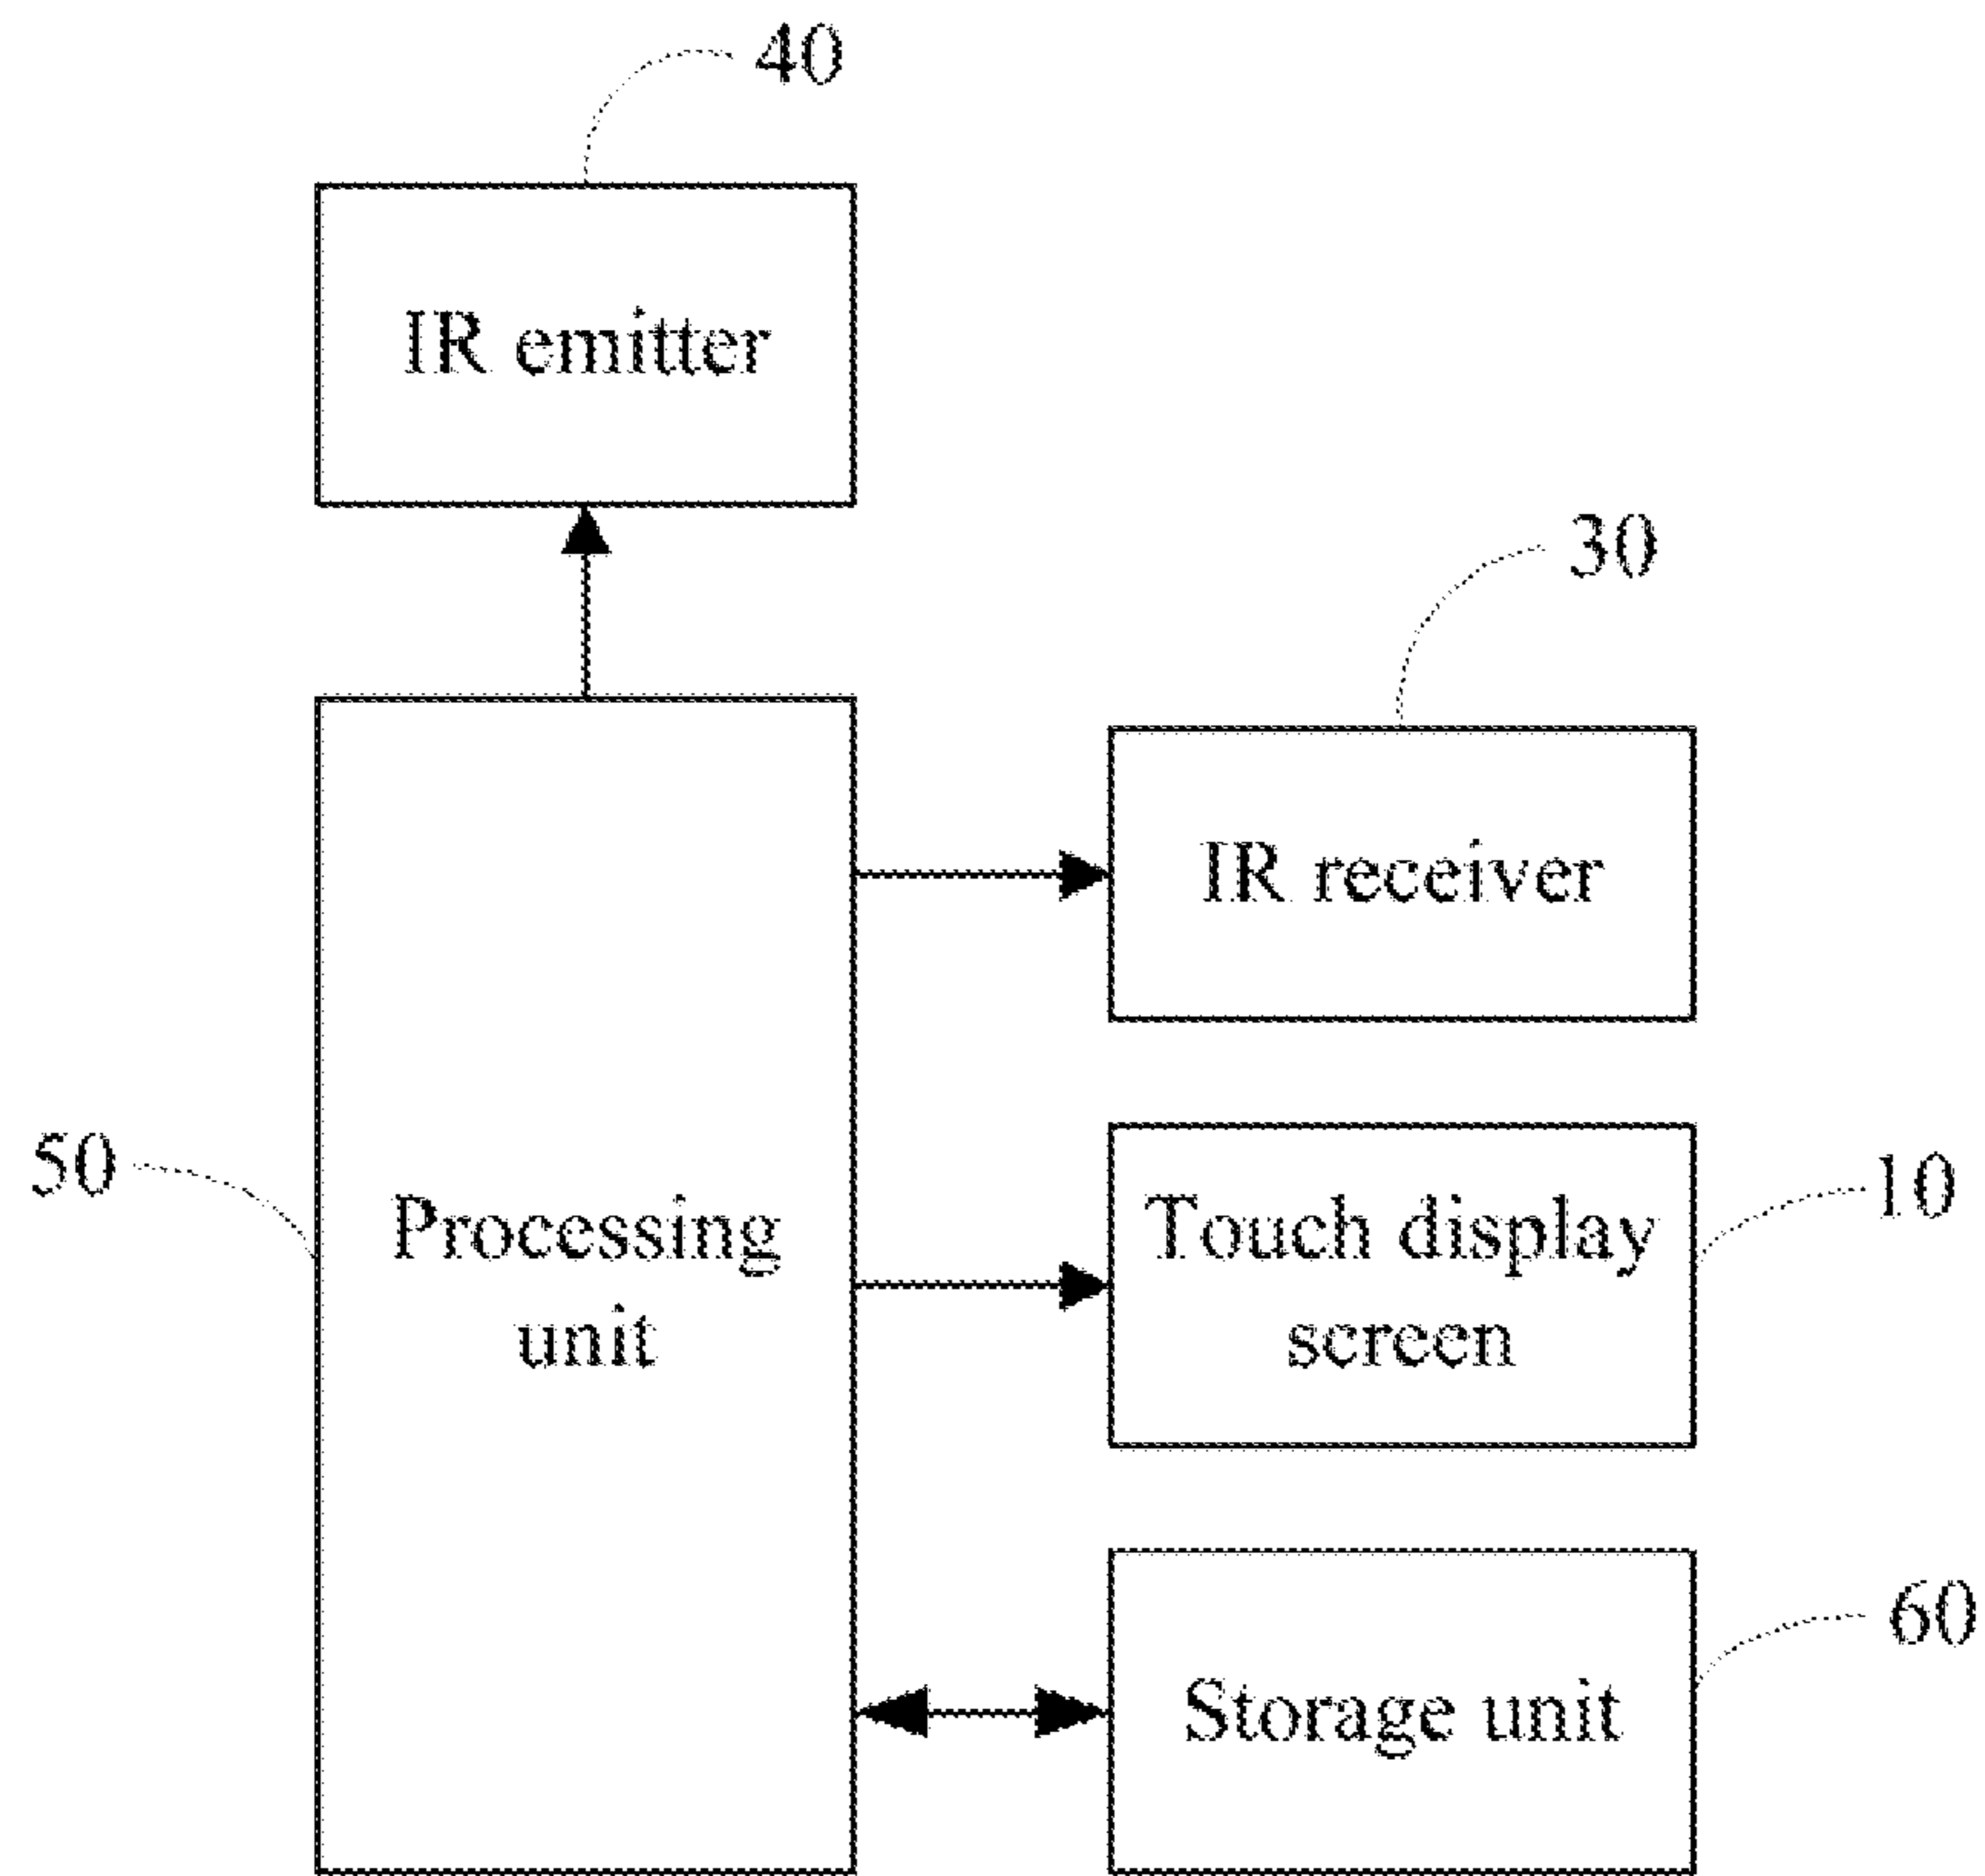 40
IR emitter
30
IR receiver
50
Processing
unit
Touch display
screen
10
60
Storage unit